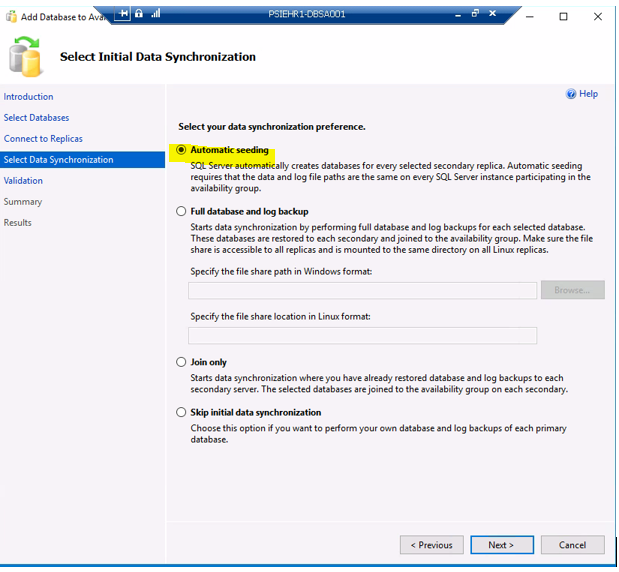 Add Database to Ava
PSIEHR1-DBSA001
Select Initial Data Synchronization
Help
Introduction
Select Databases
Connect to Replicas
Select Data Synchronization
Validation
Summary
Results
Select your data synchronization preference.
Automatic seeding
SQL Server automatically creates databases for every selected secondary replica. Automatic seeding
requires that the data and log file paths are the same on every SQL Server instance participating in the
availability group.
Full database and log backup
Starts data synchronization by performing full database and log backups for each selected database.
These databases are restored to each secondary and joined to the availability group. Make sure the file
share is accessible to all replicas and is mounted to the same directory on all Linux replicas.
Specify the file share path in Windows format:
Browse...
Specify the file share location in Linux format:
Join only
Starts data synchronization where you have already restored database and log backups to each
secondary server. The selected databases are joined to the availability group on each secondary.
Skip initial data synchronization
Choose this option if you want to perform your own database and log backups of each primary
database.
< Previous
Next >
Cancel